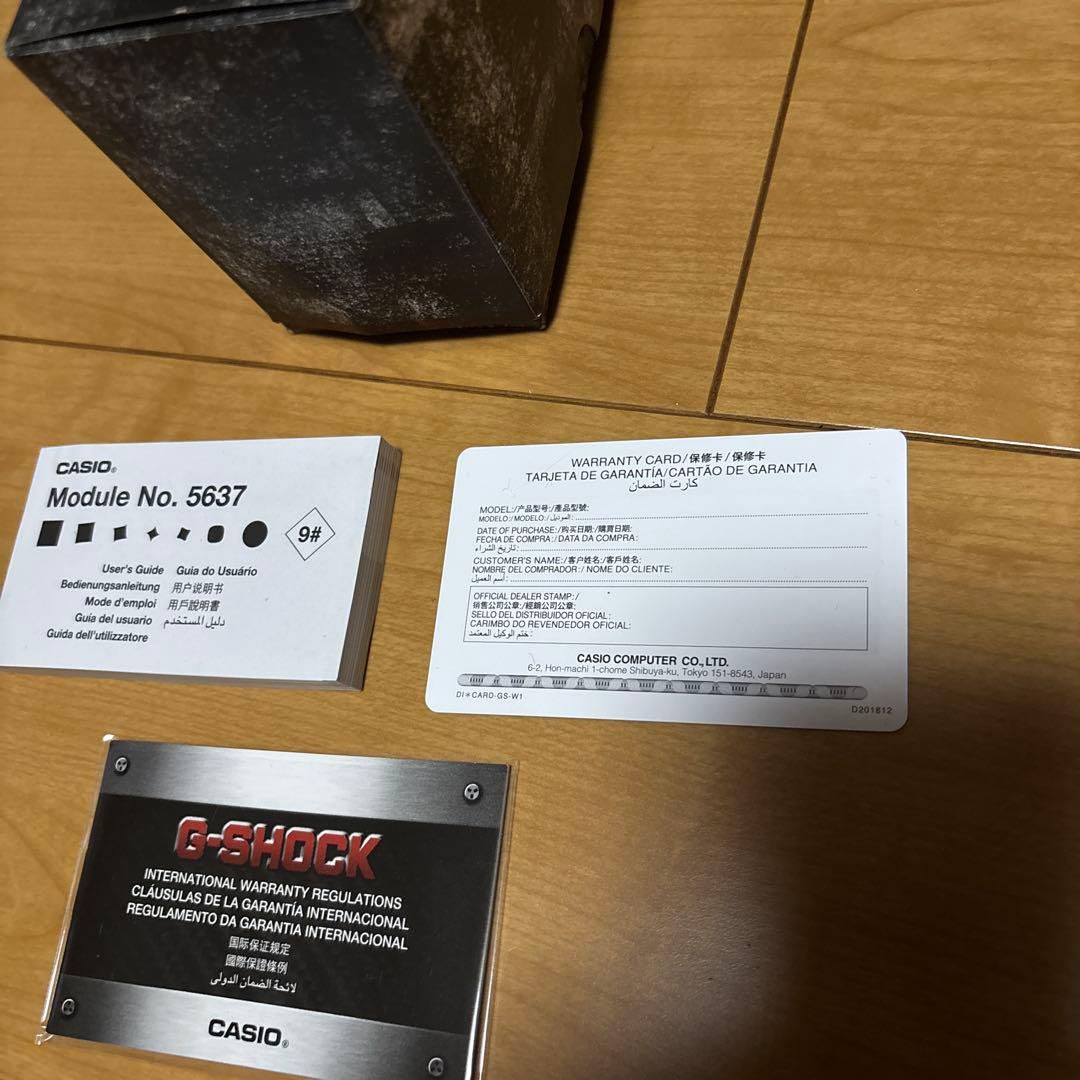 CASIO®
Module No. 5637
9#
User's Guide Guia do Usuário
Bedienungsanleitung 用户说明书
Mode d'emploi 用戶說明書
Guía del usuario دليل المستخدم
Guida dell'utilizzatore
WARRANTY CARD/保修卡/保修卡
TARJETA DE GARANTÍA/CARTÃO DE GARANTIA
كارت الضمان
MODEL:/产品型号:/產品型號:
MODELO:/MODELO:/الموديل:
DATE OF PURCHASE:/购买日期:/購買日期:
FECHA DE COMPRA:/DATA DA COMPRA:
تاريخ الشراء:
CUSTOMER'S NAME:/客户姓名:/客戶姓名:
NOMBRE DEL COMPRADOR:/ NOME DO CLIENTE:
أسم العميل:
OFFICIAL DEALER STAMP:/
销售公司公章:/經銷公司公章:
SELLO DEL DISTRIBUIDOR OFICIAL:
CARIMBO DO REVENDEDOR OFICIAL:
ختم الوكيل المعتمد:
CASIO COMPUTER CO.,LTD.
6-2, Hon-machi 1-chome Shibuya-ku, Tokyo 151-8543, Japan
DI＊CARD-GS-W1
D201812
G-SHOCK
INTERNATIONAL WARRANTY REGULATIONS
CLÁUSULAS DE LA GARANTÍA INTERNACIONAL
REGULAMENTO DA GARANTIA INTERNACIONAL
国际保证规定
國際保證條例
لائحة الضمان الدولى
CASIO®